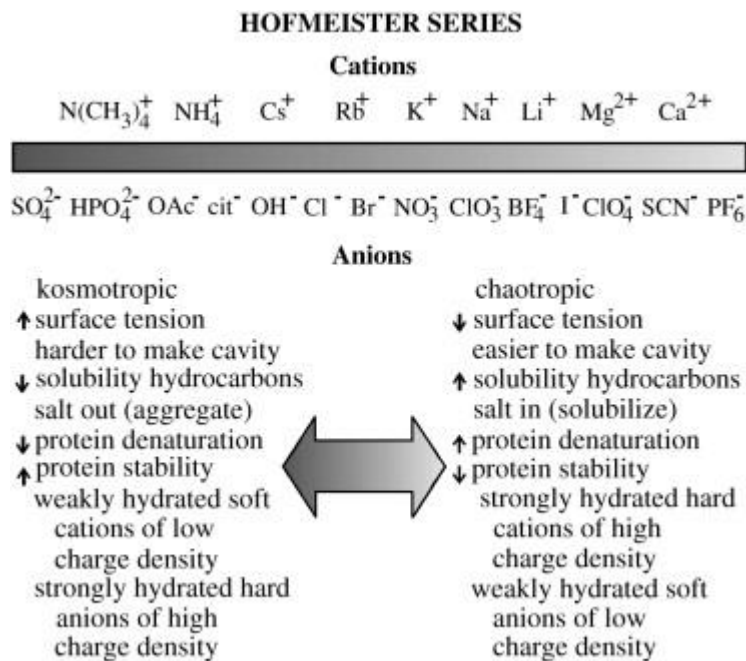 HOFMEISTER SERIES
Cations
N(CH₃)₄⁺ NH₄⁺ Cs⁺ Rb⁺ K⁺ Na⁺ Li⁺ Mg²⁺ Ca²⁺
SO₄²⁻ HPO₄²⁻ OAc⁻ cit⁻ OH⁻ Cl⁻ Br⁻ NO₃⁻ ClO₃⁻ BF₄⁻ I⁻ ClO₄⁻ SCN⁻ PF₆⁻
Anions
kosmotropic
↑ surface tension
harder to make cavity
↓ solubility hydrocarbons
salt out (aggregate)
↓ protein denaturation
↑ protein stability
weakly hydrated soft
cations of low
charge density
strongly hydrated hard
anions of high
charge density
chaotropic
↓ surface tension
easier to make cavity
↑ solubility hydrocarbons
salt in (solubilize)
↑ protein denaturation
↓ protein stability
strongly hydrated hard
cations of high
charge density
weakly hydrated soft
anions of low
charge density